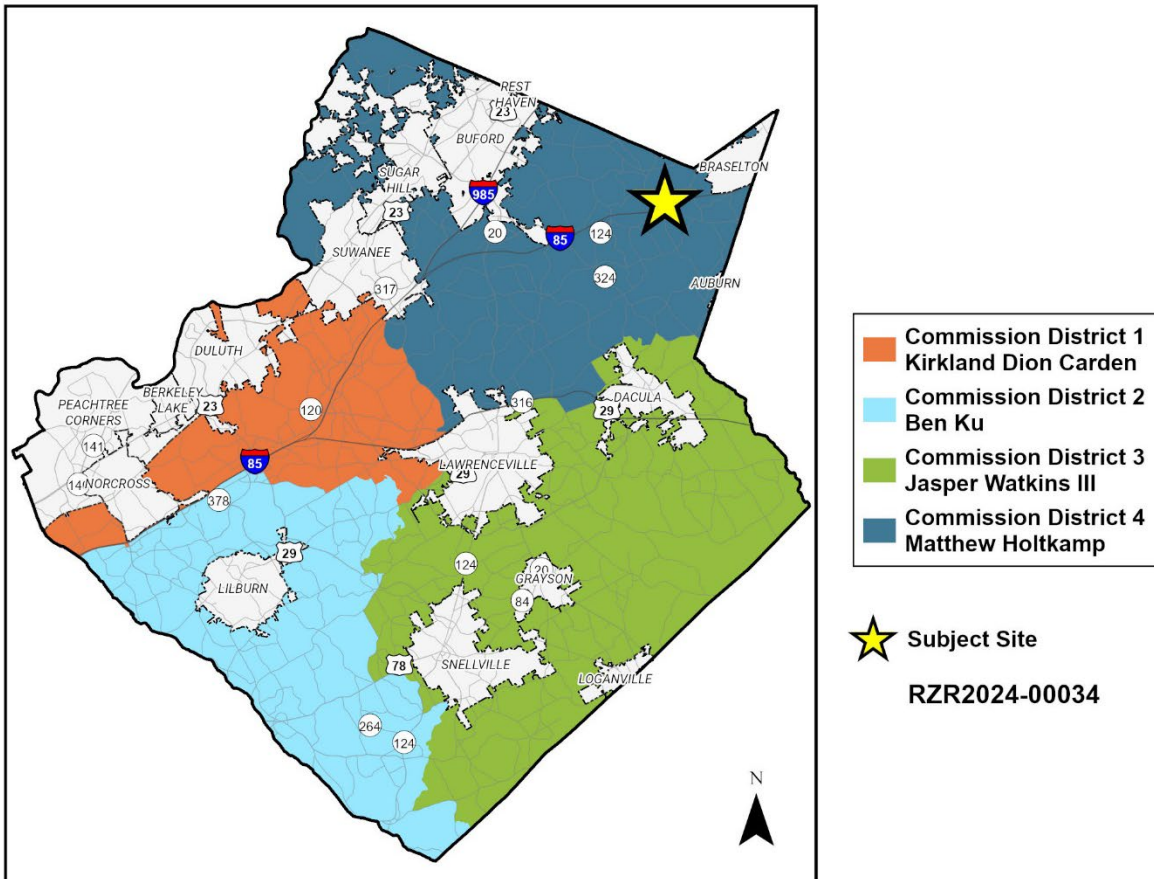 REST
HAVEN
23
BUFORD
BRASELTON
SUGAR
HILL
985
23
20
85
124
SUWANEE
324
317
AUBURN
DULUTH
BERKELEY
LAKE
23
PEACHTREE
CORNERS
120
316
29
DACULA
141
85
LAWRENCEVILLE
29
14
NORCROSS
378
29
124
GRAYSON
20
84
LILBURN
SNELLVILLE
78
LOGANVILLE
264
124
N
Commission District 1
Kirkland Dion Carden
Commission District 2
Ben Ku
Commission District 3
Jasper Watkins III
Commission District 4
Matthew Holtkamp
Subject Site
RZR2024-00034